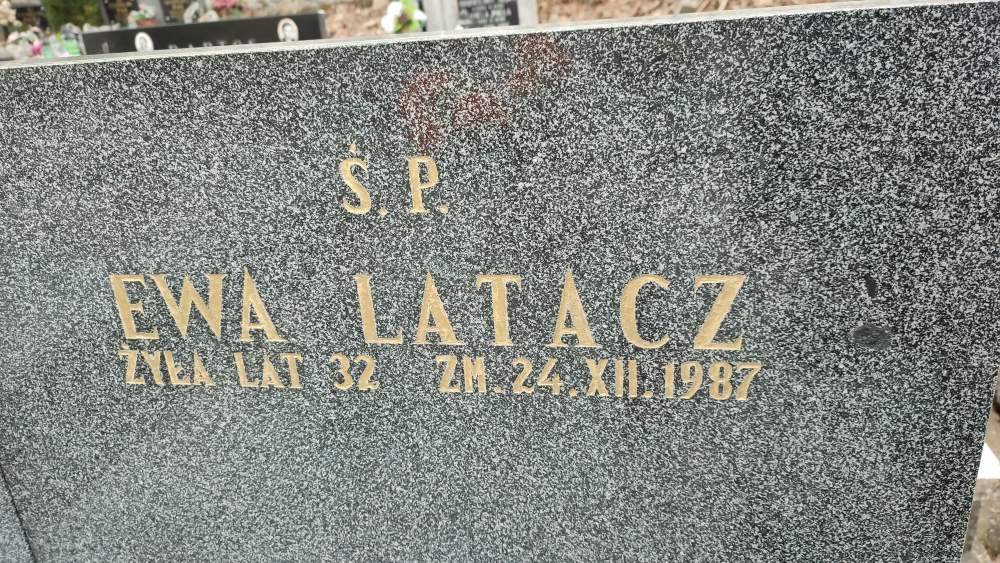 Ś. P.
EWA LATACZ
ŻYŁA LAT 32 ZM. 24. XII. 1987